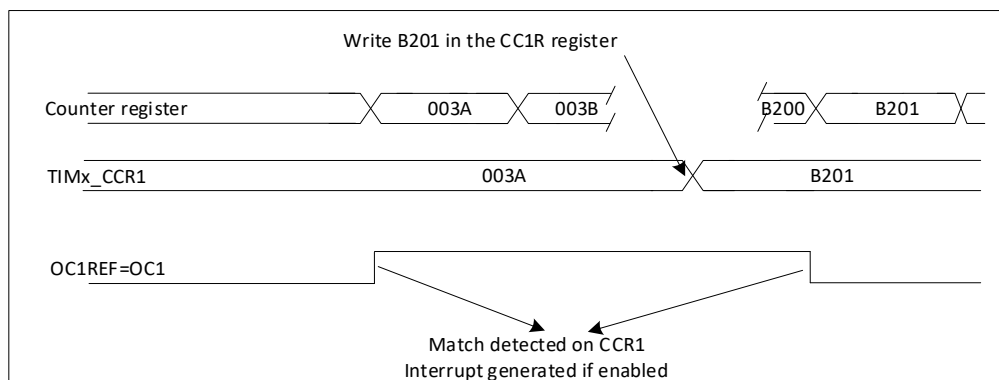 Write B201 in the CC1R register
Counter register 003A 003B B200 B201
TIMx_CCR1 003A B201
OC1REF=OC1
Match detected on CCR1
Interrupt generated if enabled